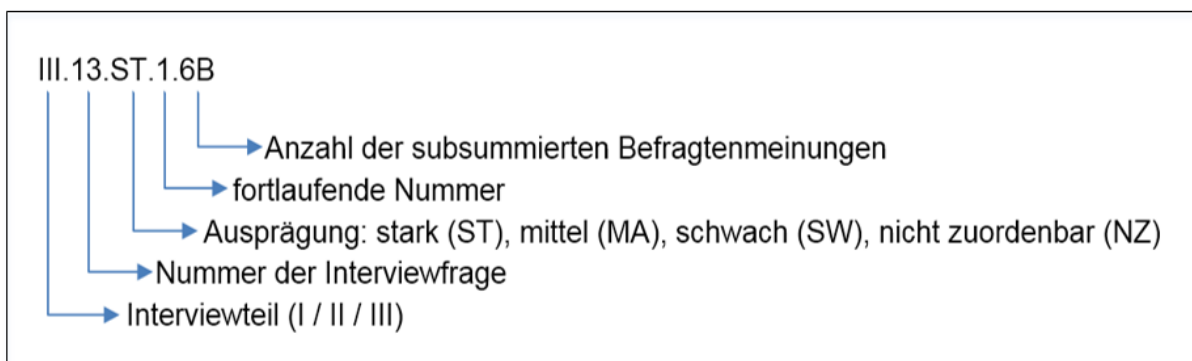 III.13.ST.1.6B
Anzahl der subsummierten Befragtenmeinungen
fortlaufende Nummer
Ausprägung: stark (ST), mittel (MA), schwach (SW), nicht zuordenbar (NZ)
Nummer der Interviewfrage
Interviewteil (I / II / III)